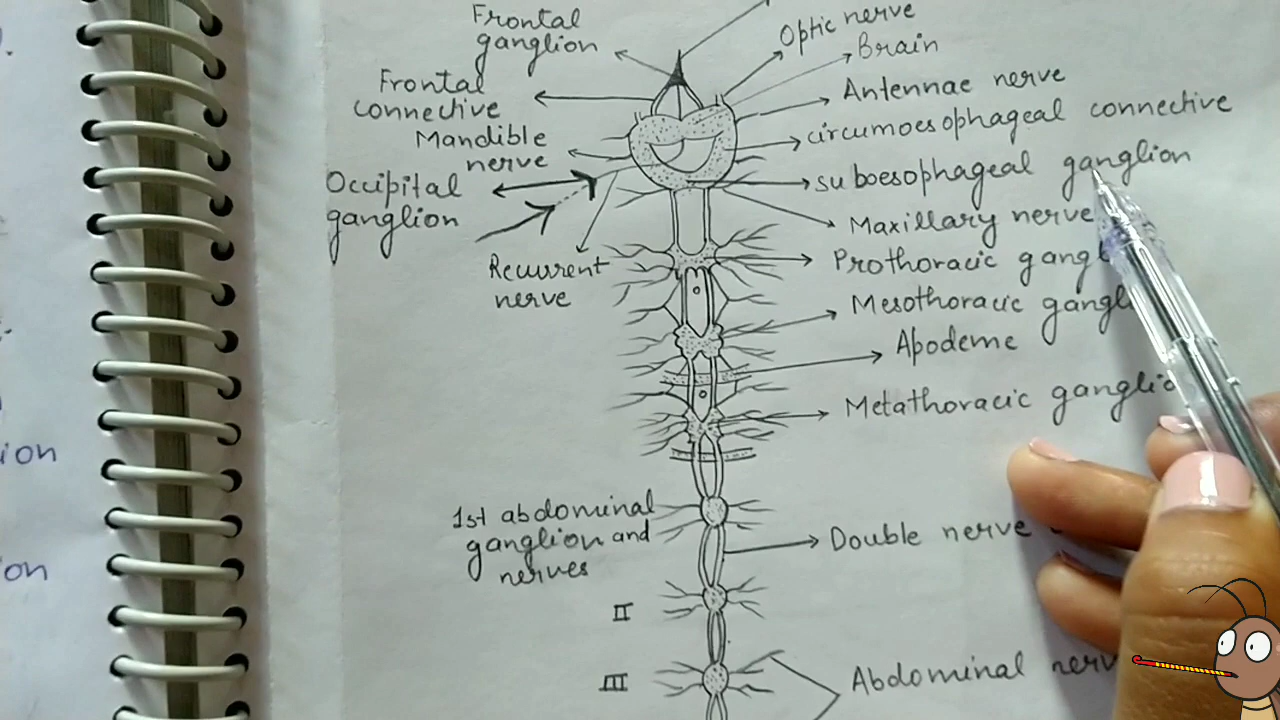 Frontal
ganglion
Optic nerve
Brain
Frontal
connective
Antennae nerve
Mandible
nerve
circumoesophageal connective
Occipital
ganglion
suboesophageal ganglion
Maxillary nerve
Recurrent
nerve
Prothoracic gangl
Mesothoracic gangli
Apodeme
Metathoracic ganglio
1st abdominal
ganglion and
nerves
Double nerve
II
III
Abdominal nerv
ion
on